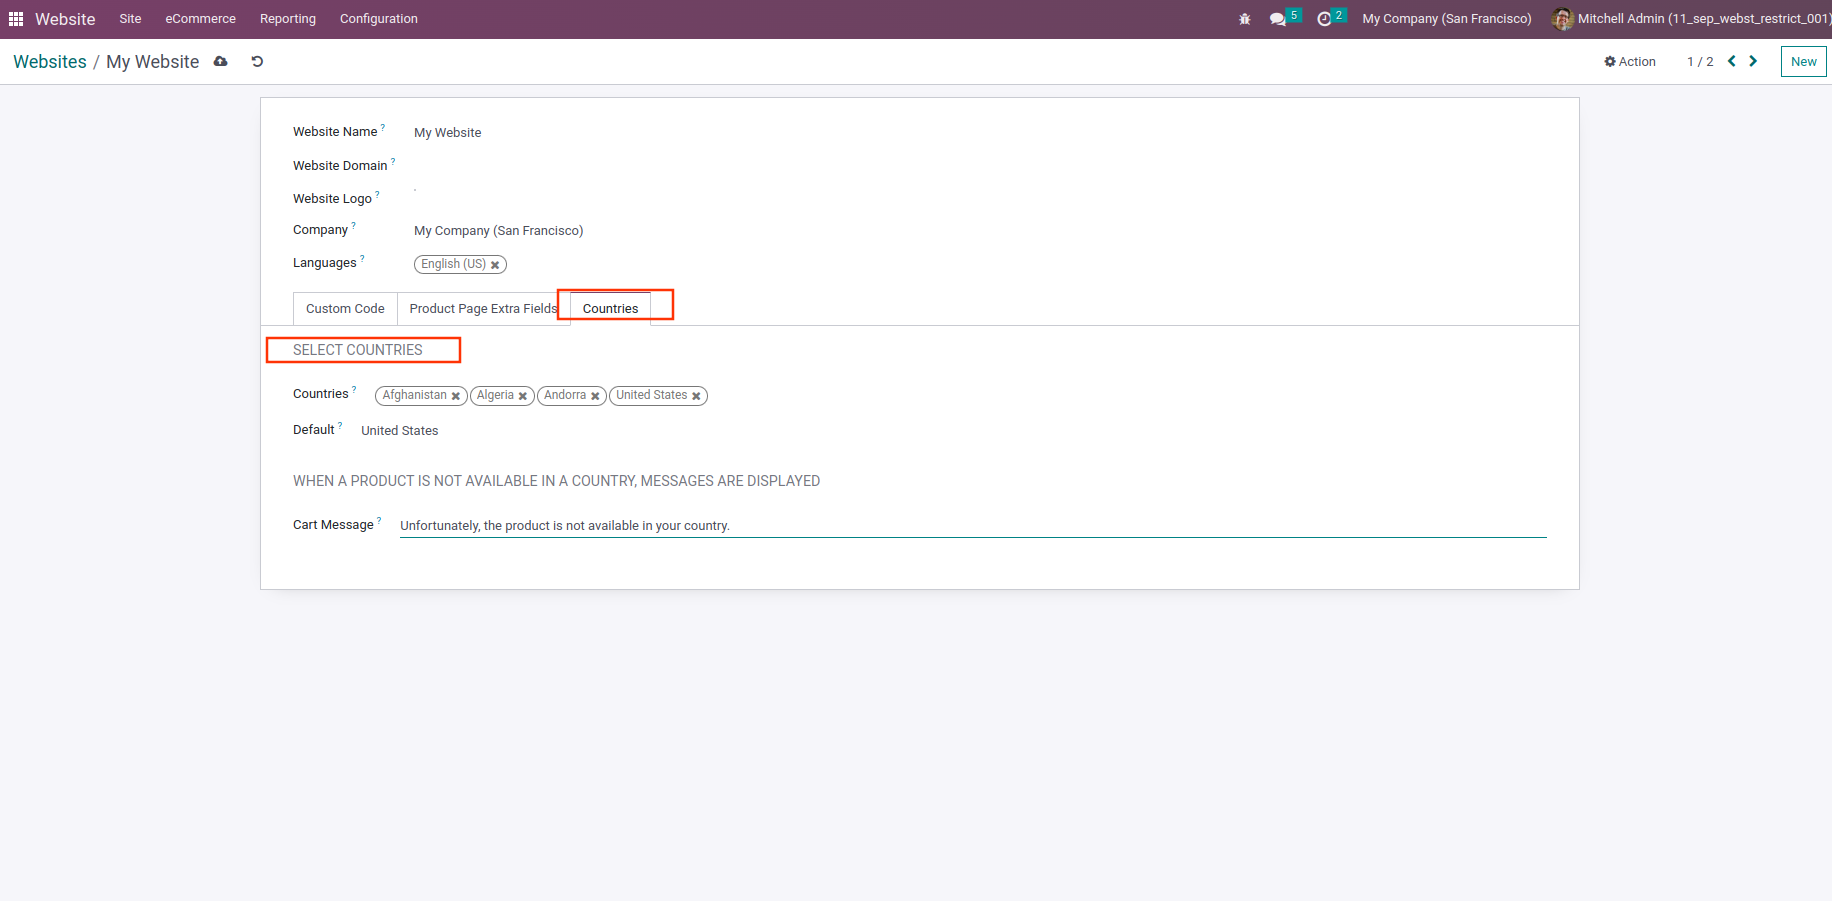 Website Site eCommerce Reporting Configuration 5 2 My Company (San Francisco) Mitchell Admin (11_sep_webst_restrict_001)
Websites / My Website Action 1 / 2 New
Website Name ? My Website
Website Domain ?
Website Logo ?
Company ? My Company (San Francisco)
Languages ? English (US)
Custom Code Product Page Extra Fields Countries
SELECT COUNTRIES
Countries ? Afghanistan Algeria Andorra United States
Default ? United States
WHEN A PRODUCT IS NOT AVAILABLE IN A COUNTRY, MESSAGES ARE DISPLAYED
Cart Message ? Unfortunately, the product is not available in your country.